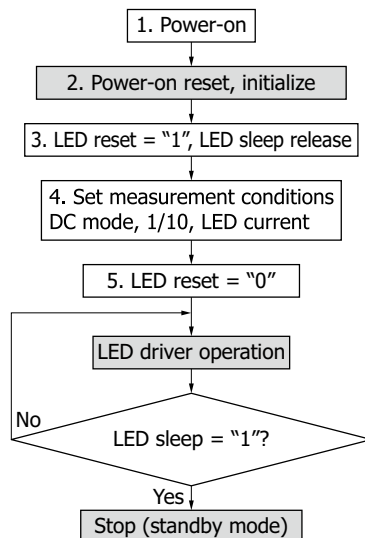 1. Power-on
2. Power-on reset, initialize
3. LED reset = “1”, LED sleep release
4. Set measurement conditions
DC mode, 1/10, LED current
5. LED reset = “0”
LED driver operation
No
LED sleep = “1”?
Yes
Stop (standby mode)